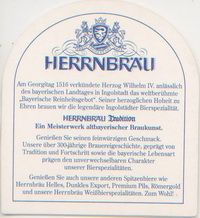 HERRNBRÄU
Am Georgitag 1516 verkündete Herzog Wilhelm IV. anlässlich
des bayerischen Landtages in Ingolstadt das weltberühmte
„Bayerische Reinheitsgebot“. Seiner herzoglichen Hoheit zu
Ehren brauen wir die legendäre Ingolstädter Bierspezialität.
HERRNBRÄU Tradition
Ein Meisterwerk altbayerischer Braukunst.
Genießen Sie seinen feinwürzigen Geschmack.
Unsere über 500-jährige Brauereigeschichte, geprägt von
Tradition und Fortschritt sowie die bayerische Lebensart
prägen den unverwechselbaren Charakter
unserer Bierspezialitäten.
Genießen Sie auch unsere anderen Spitzenbiere wie
Herrnbräu Helles, Dunkles Export, Premium Pils, Römergold
und unsere Herrnbräu Weißbierspezialitäten. Zum Wohl!